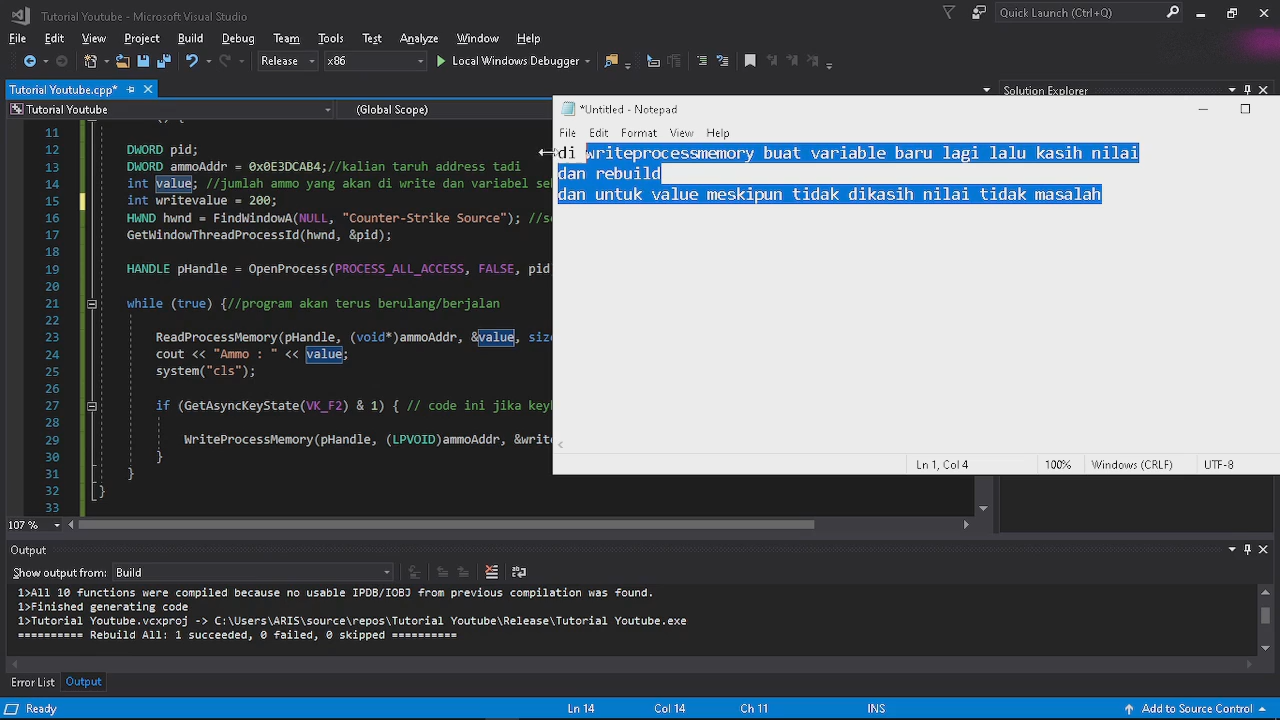 Tutorial Youtube - Microsoft Visual Studio
Quick Launch (Ctrl+Q)
File Edit View Project Build Debug Team Tools Test Analyze Window Help
Release x86 Local Windows Debugger
Tutorial Youtube.cpp*
Solution Explorer
Tutorial Youtube (Global Scope)
*Untitled - Notepad
File Edit Format View Help
di writeprocessmemory buat variable baru lagi lalu kasih nilai
dan rebuild
dan untuk value meskipun tidak dikasih nilai tidak masalah
Ln 1, Col 4 100% Windows (CRLF) UTF-8
11 () {
12 DWORD pid;
13 DWORD ammoAddr = 0x6E3DCAB4;//kalian taruh address tadi
14 int value; //jumlah ammo yang akan di write dan variabel seb
15 int writevalue = 200;
16 HWND hwnd = FindWindowA(NULL, "Counter-Strike Source"); //se
17 GetWindowThreadProcessId(hwnd, &pid);
18
19 HANDLE pHandle = OpenProcess(PROCESS_ALL_ACCESS, FALSE, pid
20
21 while (true) {//program akan terus berulang/berjalan
22
23 ReadProcessMemory(pHandle, (void*)ammoAddr, &value, size
24 cout << "Ammo : " << value;
25 system("cls");
26
27 if (GetAsyncKeyState(VK_F2) & 1) { // code ini jika keyb
28
29 WriteProcessMemory(pHandle, (LPVOID)ammoAddr, &write
30 }
31 }
32 }
33
107 %
Output
Show output from: Build
1>All 10 functions were compiled because no usable IPDB/IOBJ from previous compilation was found.
1>Finished generating code
1>Tutorial Youtube.vcxproj -> C:\Users\ARIS\source\repos\Tutorial Youtube\Release\Tutorial Youtube.exe
========== Rebuild All: 1 succeeded, 0 failed, 0 skipped ==========
Error List Output
Ready Ln 14 Col 14 Ch 11 INS Add to Source Control